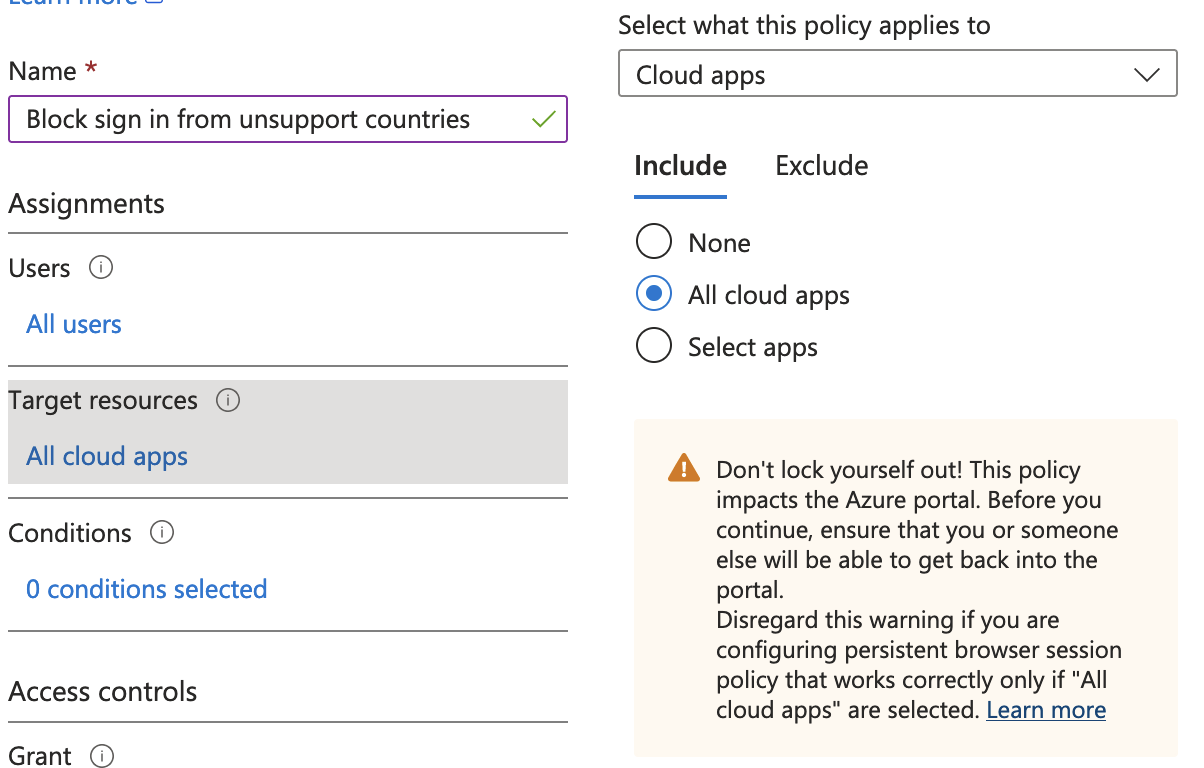 Learn more
Name *
Block sign in from unsupport countries
Assignments
Users
All users
Target resources
All cloud apps
Conditions
0 conditions selected
Access controls
Grant
Select what this policy applies to
Cloud apps
Include Exclude
None
All cloud apps
Select apps
Don't lock yourself out! This policy
impacts the Azure portal. Before you
continue, ensure that you or someone
else will be able to get back into the
portal.
Disregard this warning if you are
configuring persistent browser session
policy that works correctly only if "All
cloud apps" are selected. Learn more